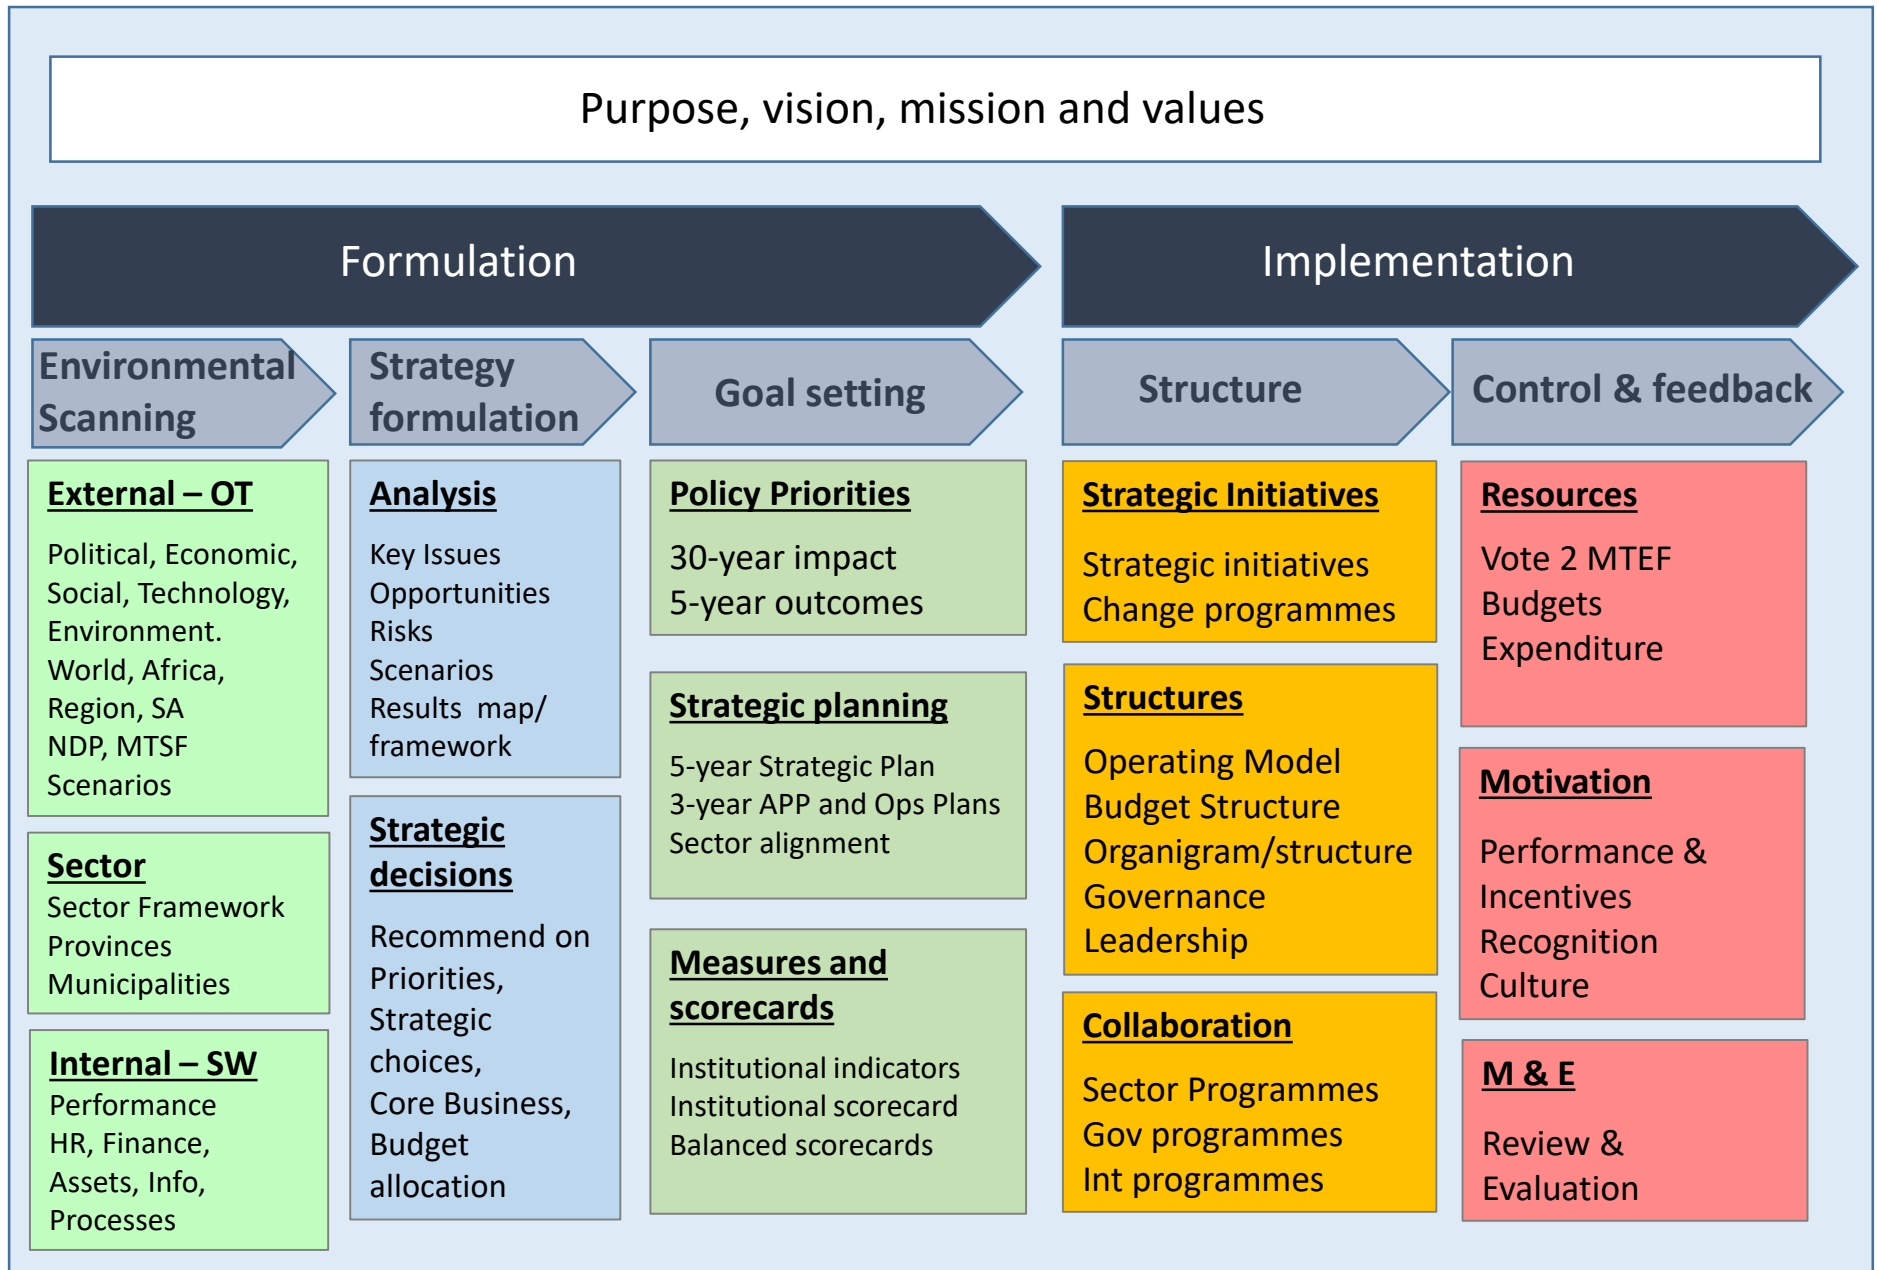 Purpose, vision, mission and values
Formulation
Implementation
Environmental
Scanning
Strategy
formulation
Goal setting
Structure
Control & feedback
External – OT
Political, Economic,
Social, Technology,
Environment.
World, Africa,
Region, SA
NDP, MTSF
Scenarios
Sector
Sector Framework
Provinces
Municipalities
Internal – SW
Performance
HR, Finance,
Assets, Info,
Processes
Analysis
Key Issues
Opportunities
Risks
Scenarios
Results map/
framework
Strategic
decisions
Recommend on
Priorities,
Strategic
choices,
Core Business,
Budget
allocation
Policy Priorities
30-year impact
5-year outcomes
Strategic planning
5-year Strategic Plan
3-year APP and Ops Plans
Sector alignment
Measures and
scorecards
Institutional indicators
Institutional scorecard
Balanced scorecards
Strategic Initiatives
Strategic initiatives
Change programmes
Structures
Operating Model
Budget Structure
Organigram/structure
Governance
Leadership
Collaboration
Sector Programmes
Gov programmes
Int programmes
Resources
Vote 2 MTEF
Budgets
Expenditure
Motivation
Performance &
Incentives
Recognition
Culture
M & E
Review &
Evaluation